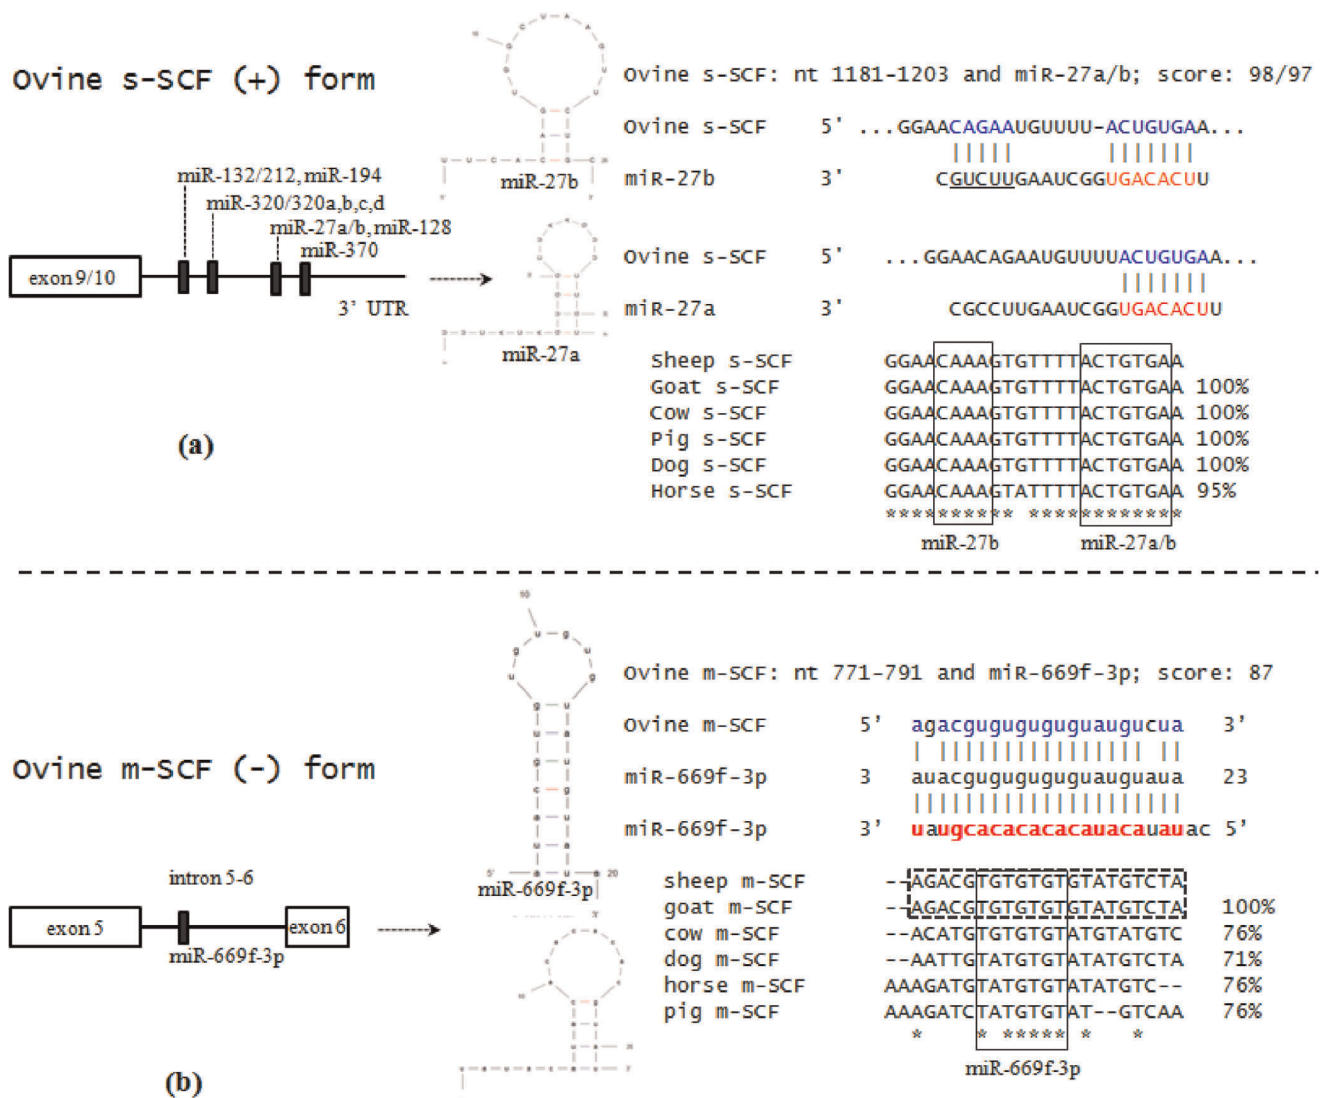 Ovine s-SCF (+) form
miR-132/212, miR-194
miR-320/320a,b,c,d
miR-27a/b, miR-128
miR-370
exon 9/10
3' UTR
miR-27b
miR-27a
(a)
Ovine s-SCF: nt 1181-1203 and miR-27a/b; score: 98/97
Ovine s-SCF 5' ...GGAACAGAAUGUUUU-ACUGUGAA...
miR-27b 3' CGUCUUGAAUCGGUGACACUU
Ovine s-SCF 5' ...GGAACAGAAUGUUUUACUGUGAA...
miR-27a 3' CGCCUUGAAUCGGUGACACUU
Sheep s-SCF GGAACAAAGTGTTTTACTGTGAA
Goat s-SCF GGAACAAAGTGTTTTACTGTGAA 100%
Cow s-SCF GGAACAAAGTGTTTTACTGTGAA 100%
Pig s-SCF GGAACAAAGTGTTTTACTGTGAA 100%
Dog s-SCF GGAACAAAGTGTTTTACTGTGAA 100%
Horse s-SCF GGAACAAAGTATTTTACTGTGAA 95%
********** ************
miR-27b miR-27a/b
Ovine m-SCF (-) form
intron 5-6
exon 5
exon 6
miR-669f-3p
miR-669f-3p
(b)
Ovine m-SCF: nt 771-791 and miR-669f-3p; score: 87
Ovine m-SCF 5' agacguguguguguaugucua 3'
miR-669f-3p 3 auacguguguguguauguaua 23
miR-669f-3p 3' uaugcacacacacauacauauac 5'
sheep m-SCF --AGACGTGTGTGTGTATGTCTA
goat m-SCF --AGACGTGTGTGTGTATGTCTA 100%
cow m-SCF --ACATGTGTGTGTATGTATGTC 76%
dog m-SCF --AATTGTATGTGTATATGTCTA 71%
horse m-SCF AAAGATGTATGTGTATATGTC-- 76%
pig m-SCF AAAGATCTATGTGTAT--GTCAA 76%
* * ***** * *
miR-669f-3p